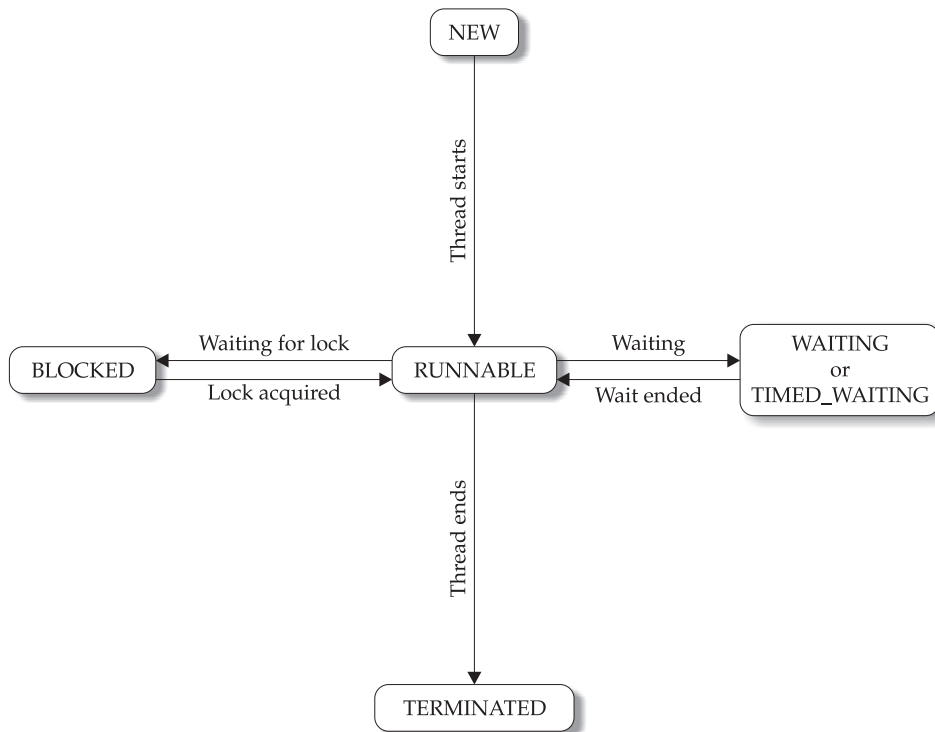 NEW
Thread starts
Waiting for lock
Waiting
BLOCKED
RUNNABLE
WAITING
or
TIMED_WAITING
Lock acquired
Wait ended
Thread ends
TERMINATED